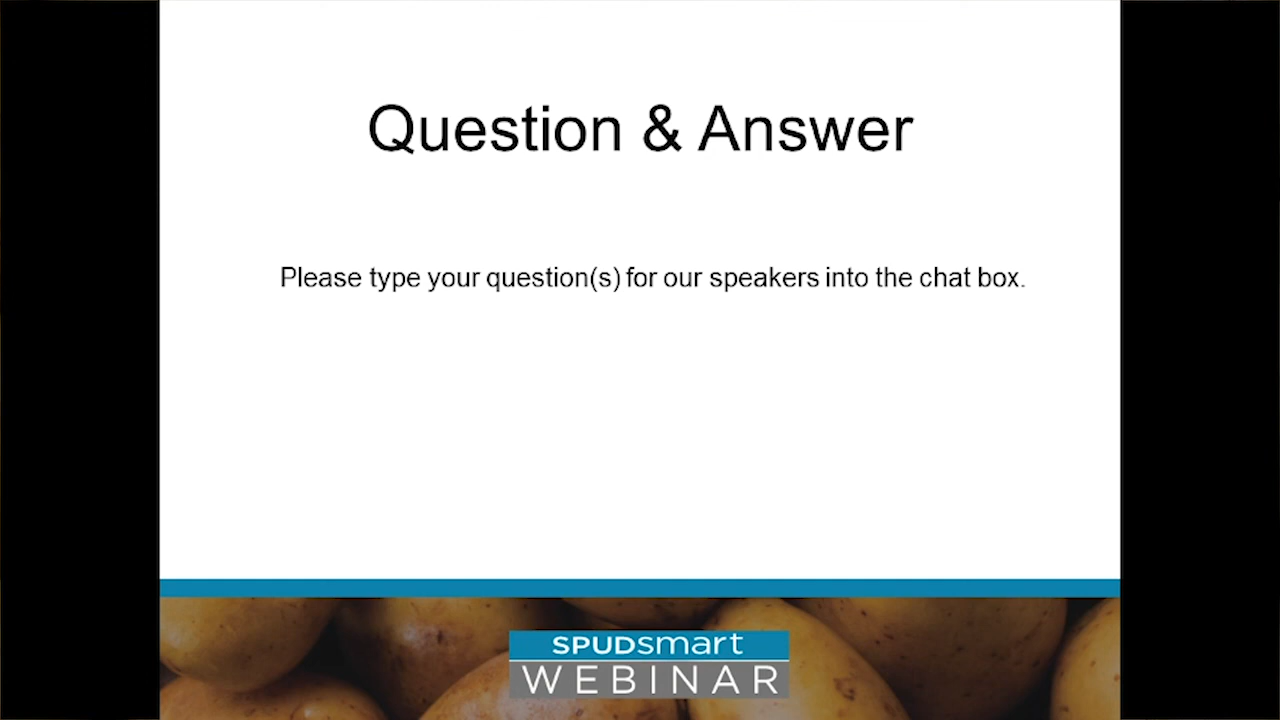 Question & Answer
Please type your question(s) for our speakers into the chat box.
SPUDsmart
WEBINAR